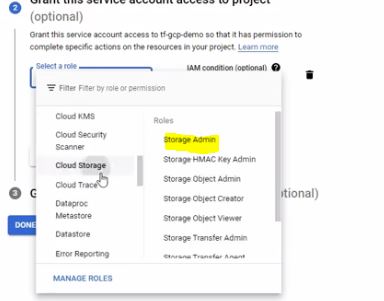 2
Grant this service account access to project
(optional)
Grant this service account access to tf-gcp-demo so that it has permission to
complete specific actions on the resources in your project. Learn more
Select a role
IAM condition (optional)
Filter Filter by role or permission
Cloud KMS
Cloud Security
Scanner
Cloud Storage
Cloud Trace
Dataproc
Metastore
Datastore
Error Reporting
Roles
Storage Admin
Storage HMAC Key Admin
Storage Object Admin
Storage Object Creator
Storage Object Viewer
Storage Transfer Admin
Storage Transfer Agent
3
G
tional)
DONE
MANAGE ROLES